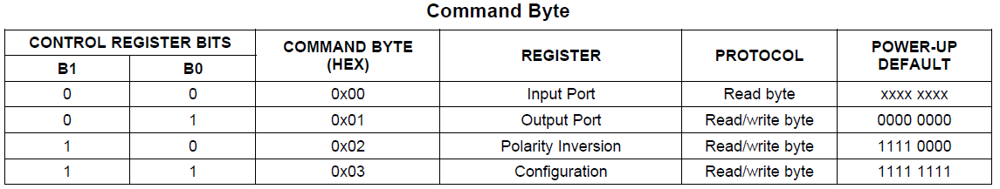 Command Byte
CONTROL REGISTER BITS COMMAND BYTE (HEX) REGISTER PROTOCOL POWER-UP DEFAULT
B1 B0
0 0 0x00 Input Port Read byte xxxx xxxx
0 1 0x01 Output Port Read/write byte 0000 0000
1 0 0x02 Polarity Inversion Read/write byte 1111 0000
1 1 0x03 Configuration Read/write byte 1111 1111